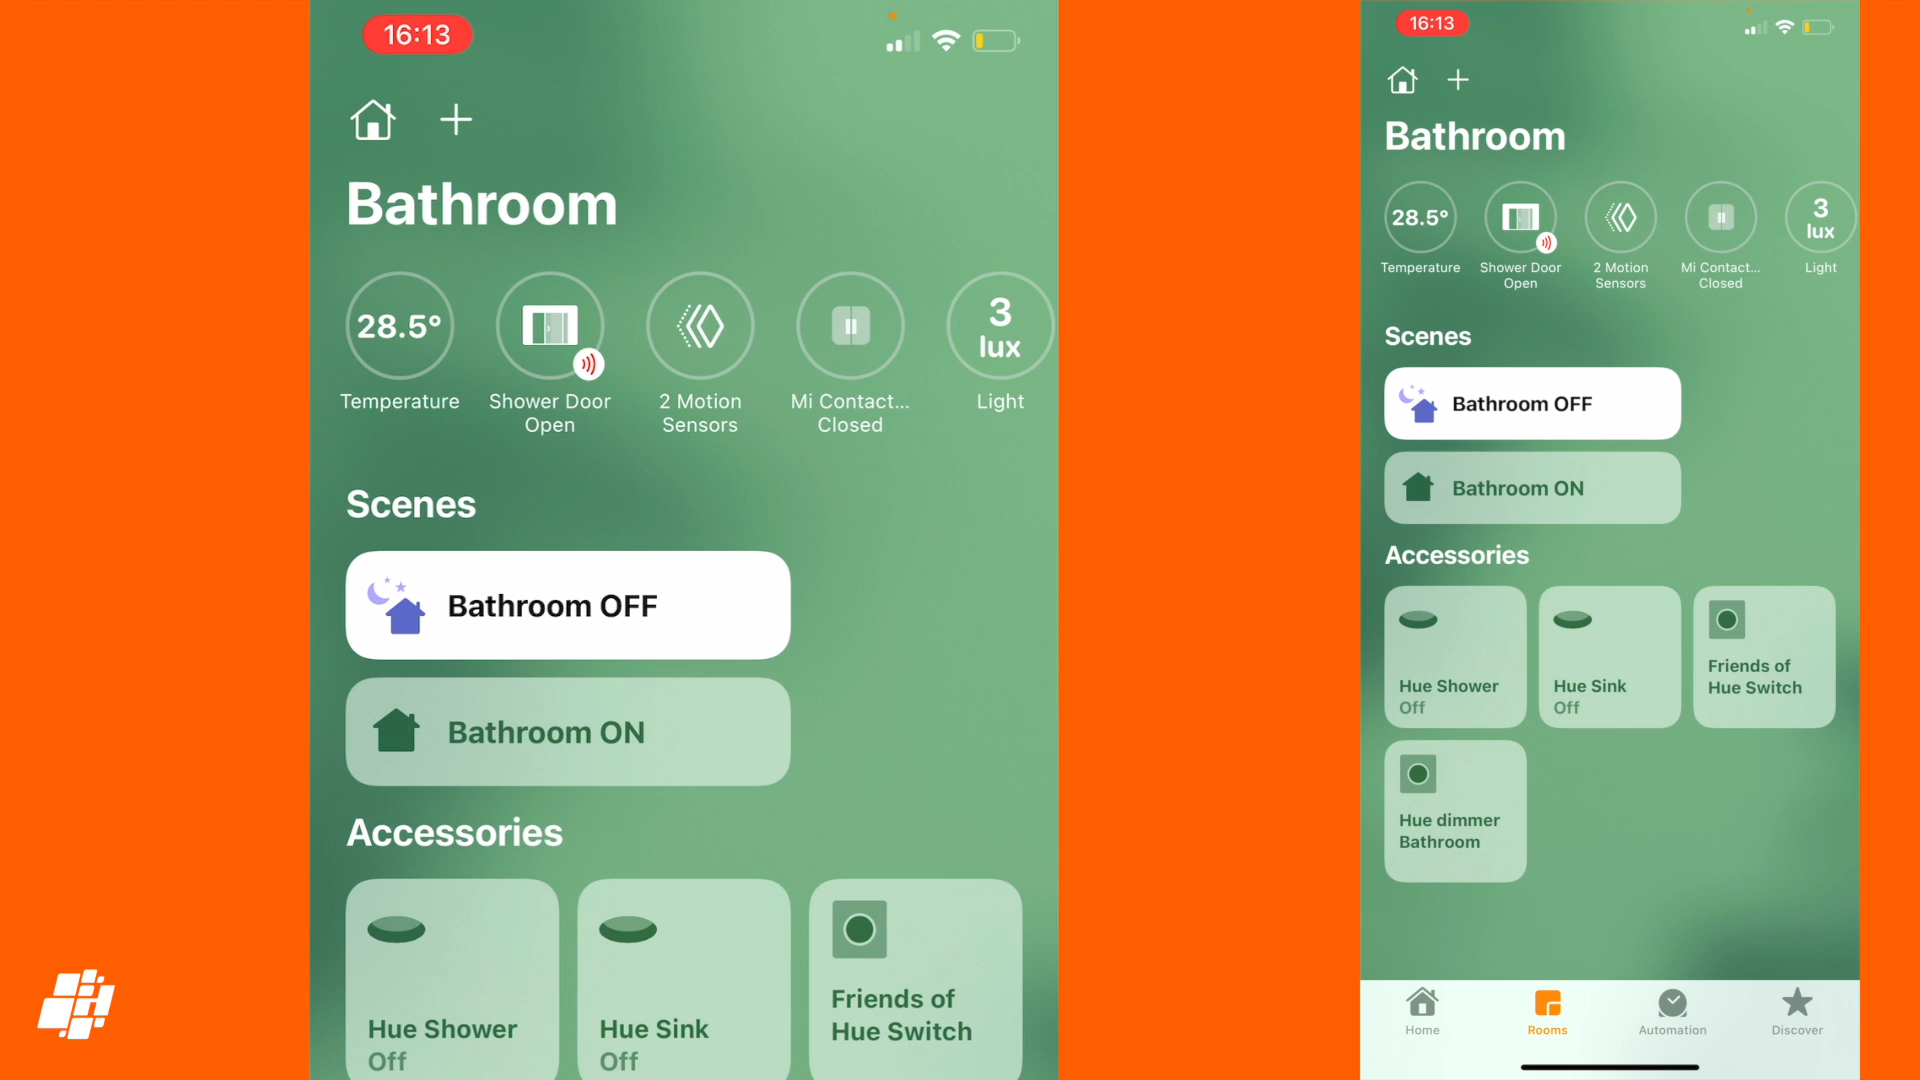 16:13
Bathroom
28.5°
3
lux
Temperature
Shower Door
Open
2 Motion
Sensors
Mi Contact...
Closed
Light
Scenes
Bathroom OFF
Bathroom ON
Accessories
Hue Shower
Off
Hue Sink
Off
Friends of
Hue Switch
16:13
Bathroom
28.5°
3
lux
Temperature
Shower Door
Open
2 Motion
Sensors
Mi Contact...
Closed
Light
Scenes
Bathroom OFF
Bathroom ON
Accessories
Hue Shower
Off
Hue Sink
Off
Friends of
Hue Switch
Hue dimmer
Bathroom
Home
Rooms
Automation
Discover